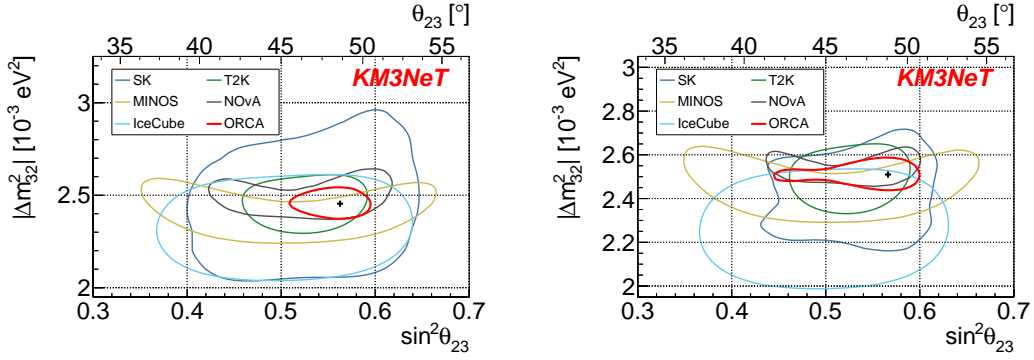 θ23 [°]
35 40 45 50 55
KM3NeT
SK T2K
MINOS NOvA
IceCube ORCA
|Δm²32| [10⁻³ eV²]
3
2.5
2
0.3 0.4 0.5 0.6 0.7
sin²θ23
θ23 [°]
35 40 45 50 55
KM3NeT
SK T2K
MINOS NOvA
IceCube ORCA
|Δm²32| [10⁻³ eV²]
3
2.8
2.6
2.4
2.2
2
0.3 0.4 0.5 0.6 0.7
sin²θ23